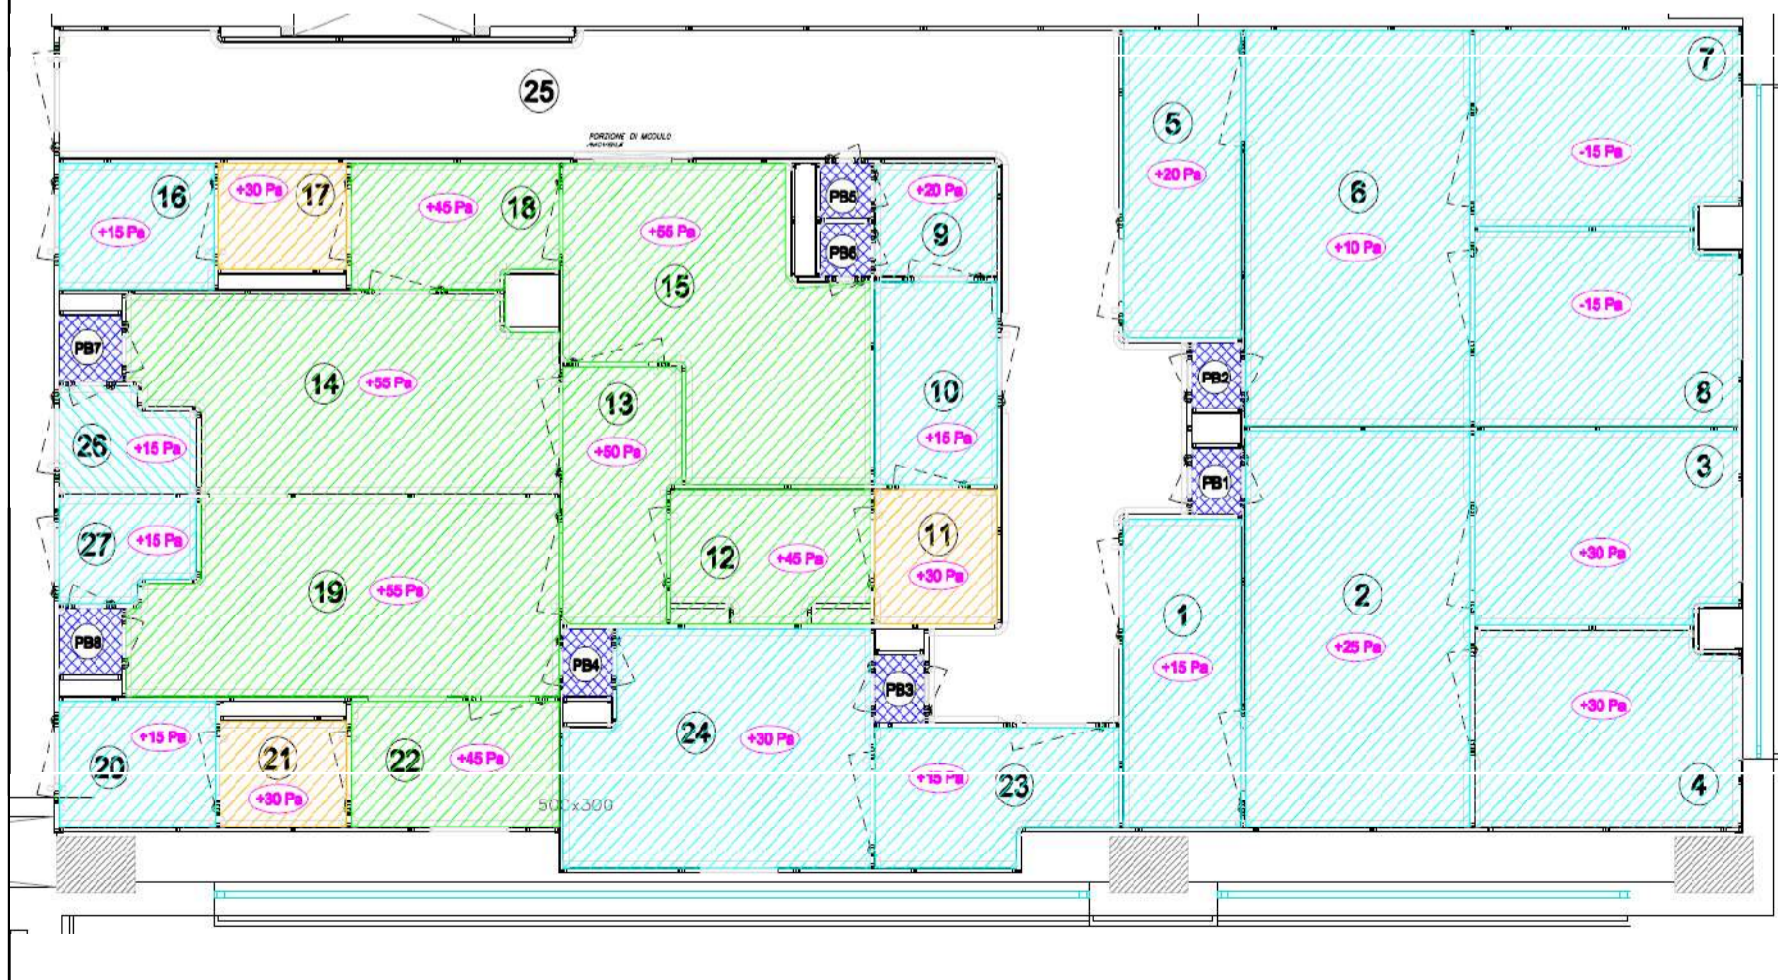 7
25
5
PORZIONE DI MODULO
AMOVIBILE
-15 Pa
+20 Pa
16
+30 Pa
17
18
+45 Pa
PB5
+20 Pa
6
+15 Pa
+55 Pa
9
PB6
+10 Pa
15
-15 Pa
PB7
14
+55 Pa
13
10
PB2
8
26
+15 Pa
+50 Pa
+15 Pa
3
PB1
27
+15 Pa
12
+45 Pa
11
+30 Pa
+30 Pa
19
+55 Pa
2
1
PB8
PB4
+25 Pa
+15 Pa
PB3
+30 Pa
20
+15 Pa
21
22
+45 Pa
24
+30 Pa
+30 Pa
+15 Pa
23
4
500x300